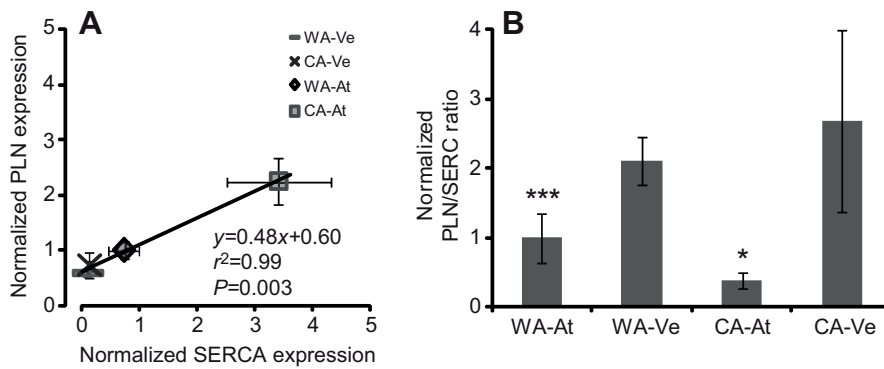 A
Normalized PLN expression
5
4
3
2
1
0
WA-Ve
CA-Ve
WA-At
CA-At
y=0.48x+0.60
r²=0.99
P=0.003
0 1 2 3 4 5
Normalized SERCA expression
B
Normalized
PLN/SERC ratio
4
3
2
1
0
***
*
WA-At WA-Ve CA-At CA-Ve